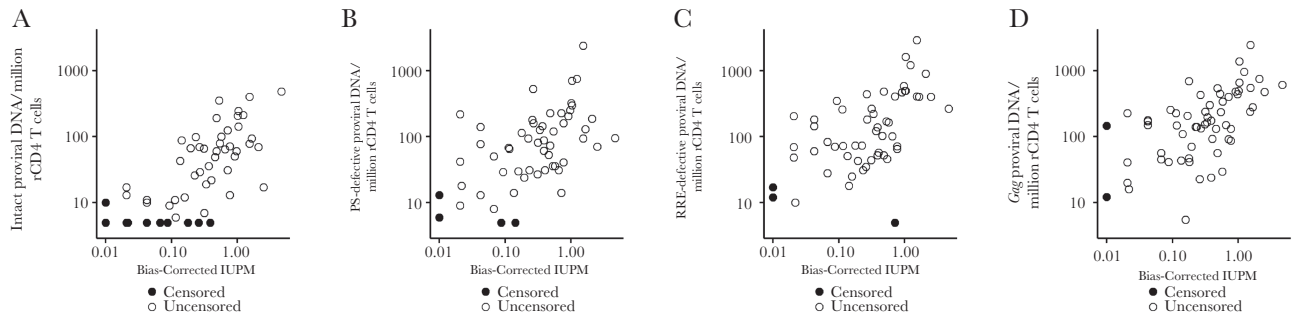 A
Intact proviral DNA/million
rCD4 T cells
1000
100
10
0.01
0.10
1.00
Bias-Corrected IUPM
Censored
Uncensored
B
PS-defective proviral DNA/
million rCD4 T cells
1000
100
10
0.01
0.10
1.00
Bias-Corrected IUPM
Censored
Uncensored
C
RRE-defective proviral DNA/
million rCD4 T cells
1000
100
10
0.01
0.10
1.00
Bias-Corrected IUPM
Censored
Uncensored
D
Gag proviral DNA/
million rCD4 T cells
1000
100
10
0.01
0.10
1.00
Bias-Corrected IUPM
Censored
Uncensored